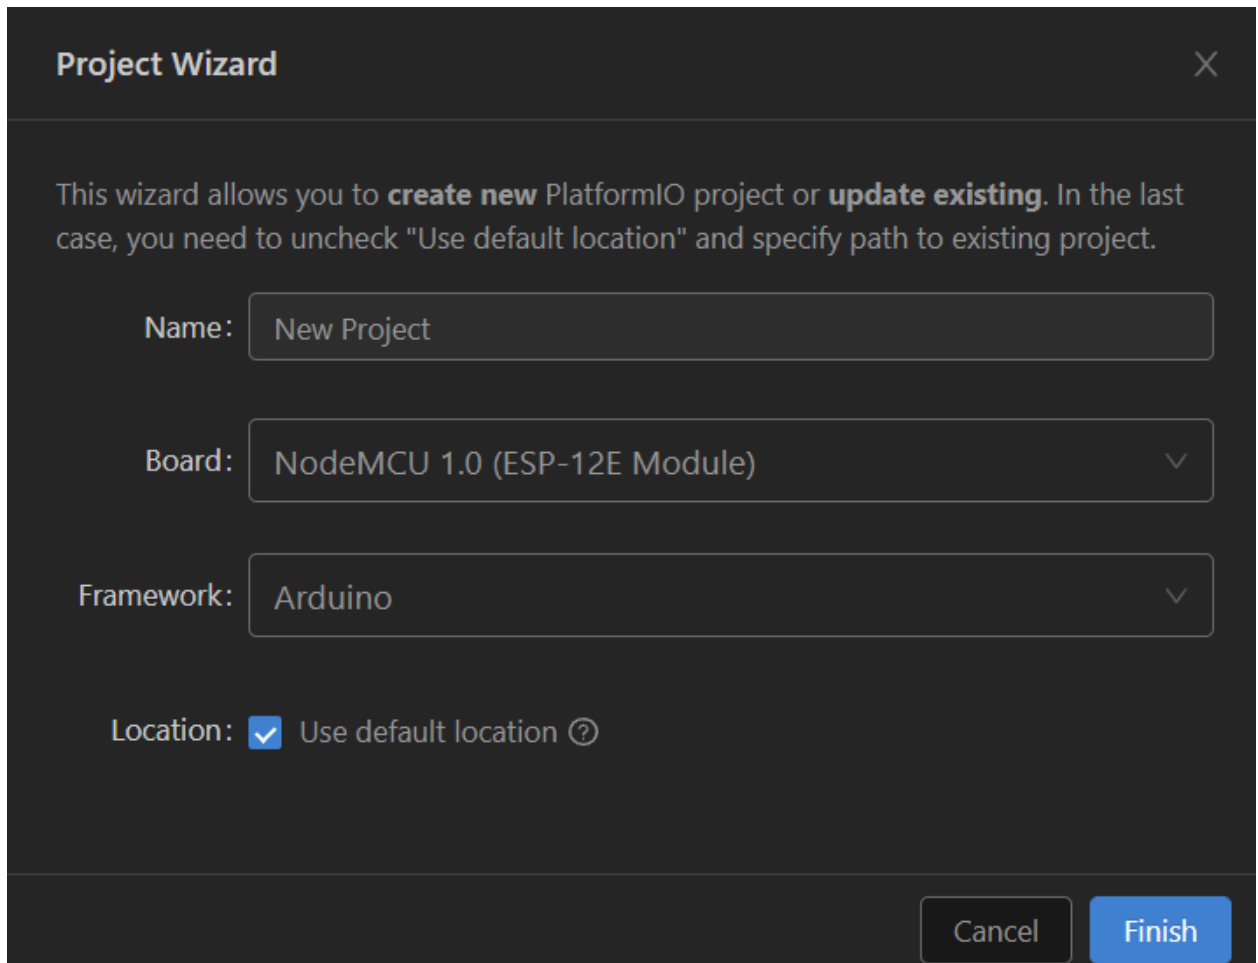 Project Wizard
This wizard allows you to create new PlatformIO project or update existing. In the last
case, you need to uncheck "Use default location" and specify path to existing project.
Name: New Project
Board: NodeMCU 1.0 (ESP-12E Module)
Framework: Arduino
Location: Use default location
Cancel Finish